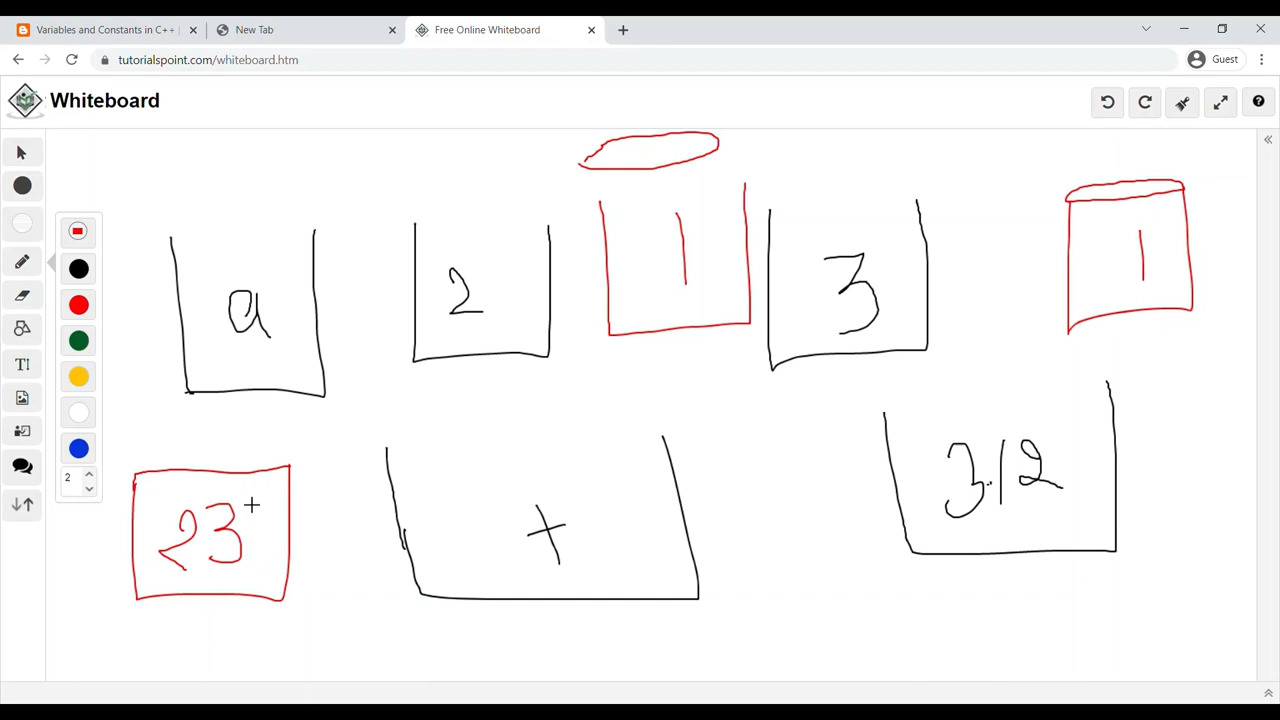 Variables and Constants in C++ |
New Tab
Free Online Whiteboard
tutorialspoint.com/whiteboard.htm
Guest
Whiteboard
a
2
1
3
1
23
+
3.12
TI
2